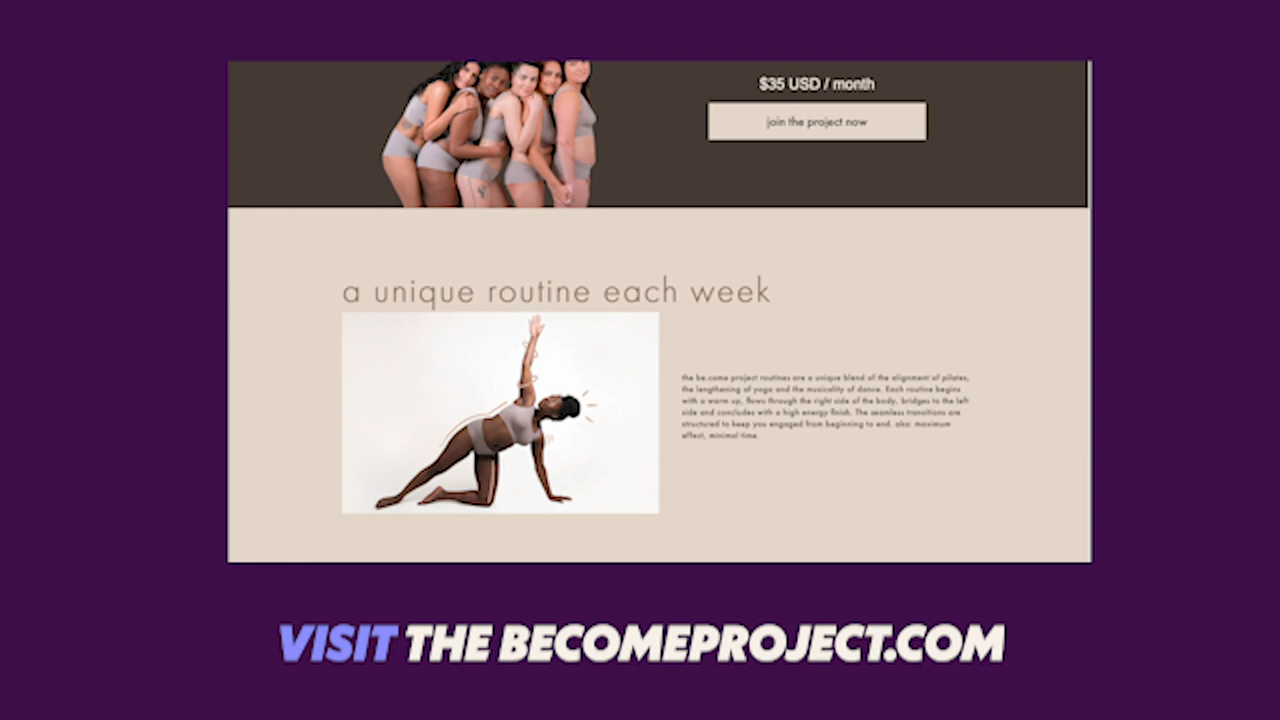 $35 USD / month
join the project now
a unique routine each week
the be.come project routines are a unique blend of the alignment of pilates,
the lengthening of yoga and the musicality of dance. Each routine begins
with a warm up, flows through the right side of the body, bridges to the left
side and concludes with a high energy finish. The seamless transitions are
structured to keep you engaged from beginning to end. aka: maximum
effect, minimal time.
VISIT THE BECOMEPROJECT.COM